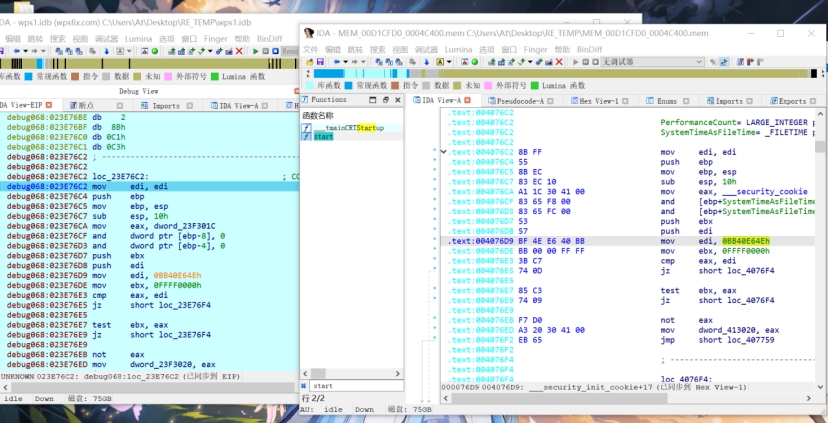 IDA - wps1.idb (wpsfix.com) C:\Users\At\Desktop\RE_TEMP\wps1.idb
编辑 跳转 搜索 视图 调试器 Lumina 选项 窗口 Finger 帮助 BinDiff
库函数 常规函数 指令 数据 未知 外部符号 Lumina 函数
Debug View
IDA View-EIP 断点 Imports IDA View-A
debug068:023E76BE db 2
debug068:023E76BF db 8Bh
debug068:023E76C0 db 0C1h
debug068:023E76C1 db 0C3h
debug068:023E76C2 ;
debug068:023E76C2
debug068:023E76C2 loc_23E76C2:
debug068:023E76C2 mov edi, edi
debug068:023E76C4 push ebp
debug068:023E76C5 mov ebp, esp
debug068:023E76C7 sub esp, 10h
debug068:023E76CA mov eax, dword_23F301C
debug068:023E76CF and dword ptr [ebp-8], 0
debug068:023E76D3 and dword ptr [ebp-4], 0
debug068:023E76D7 push ebx
debug068:023E76D8 push edi
debug068:023E76D9 mov edi, 0BB40E64Eh
debug068:023E76DE mov ebx, 0FFFF0000h
debug068:023E76E3 cmp eax, edi
debug068:023E76E5 jz short loc_23E76F4
debug068:023E76E5
debug068:023E76E7 test ebx, eax
debug068:023E76E9 jz short loc_23E76F4
debug068:023E76E9
debug068:023E76EB not eax
debug068:023E76ED mov dword_23F3020, eax
UNKNOWN 023E76C2: debug068:loc_23E76C2 (已同步到 EIP)
idle Down 磁盘: 75GB
IDA - MEM_00D1CFD0_0004C400.mem C:\Users\At\Desktop\RE_TEMP\MEM_00D1CFD0_0004C400.mem
文件 编辑 跳转 搜索 视图 调试器 Lumina 选项 窗口 Finger 帮助 BinDiff
无调试器
库函数 常规函数 指令 数据 未知 外部符号 Lumina 函数
Functions
函数名称
___tmainCRTStartup
start
start
行 2/2
IDA View-A Pseudocode-A Hex View-1 Enums Imports Exports
.text:004076C2
.text:004076C2 PerformanceCount= LARGE_INTEGER
.text:004076C2 SystemTimeAsFileTime= _FILETIME
.text:004076C2
.text:004076C2 8B FF mov edi, edi
.text:004076C4 55 push ebp
.text:004076C5 8B EC mov ebp, esp
.text:004076C7 83 EC 10 sub esp, 10h
.text:004076CA A1 1C 30 41 00 mov eax, ___security_cookie
.text:004076CF 83 65 F8 00 and [ebp+SystemTimeAsFileTime
.text:004076D3 83 65 FC 00 and [ebp+SystemTimeAsFileTime
.text:004076D7 53 push ebx
.text:004076D8 57 push edi
.text:004076D9 BF 4E E6 40 BB mov edi, 0BB40E64Eh
.text:004076DE BB 00 00 FF FF mov ebx, 0FFFF0000h
.text:004076E3 3B C7 cmp eax, edi
.text:004076E5 74 0D jz short loc_4076F4
.text:004076E5
.text:004076E7 85 C3 test ebx, eax
.text:004076E9 74 09 jz short loc_4076F4
.text:004076E9
.text:004076EB F7 D0 not eax
.text:004076ED A3 20 30 41 00 mov dword_413020, eax
.text:004076F2 EB 65 jmp short loc_407759
.text:004076F4
.text:004076F4 ;
.text:004076F4
.text:004076F4 loc_4076F4:
000076D9 004076D9: ___security_init_cookie+17 (已同步到 Hex View-1)
AU: idle Down 磁盘: 75GB